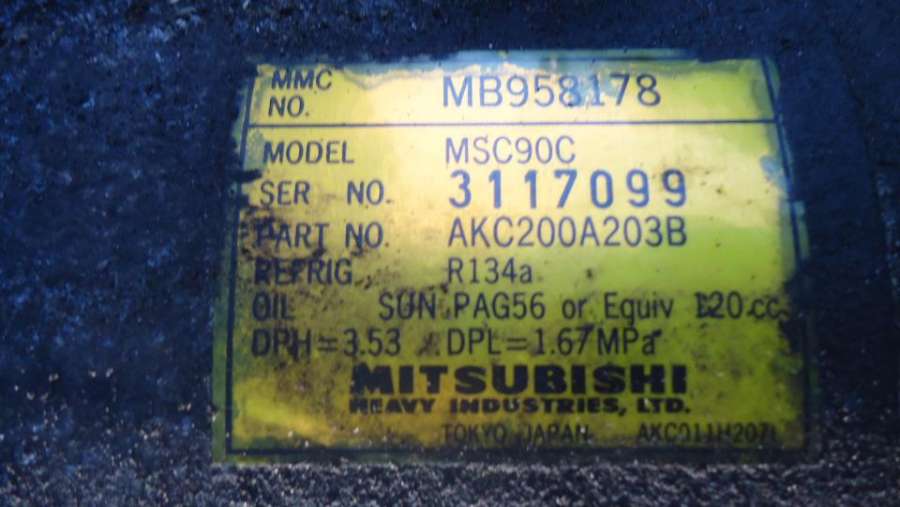 MMC NO. MB958178
MODEL MSC90C
SER NO. 3117099
PART NO. AKC200A203B
REFRIG R134a
OIL SUN PAG56 or Equiv 120 cc
DPH=3.53 DPL=1.67MPa
MITSUBISHI
HEAVY INDUSTRIES, LTD.
TOKYO JAPAN